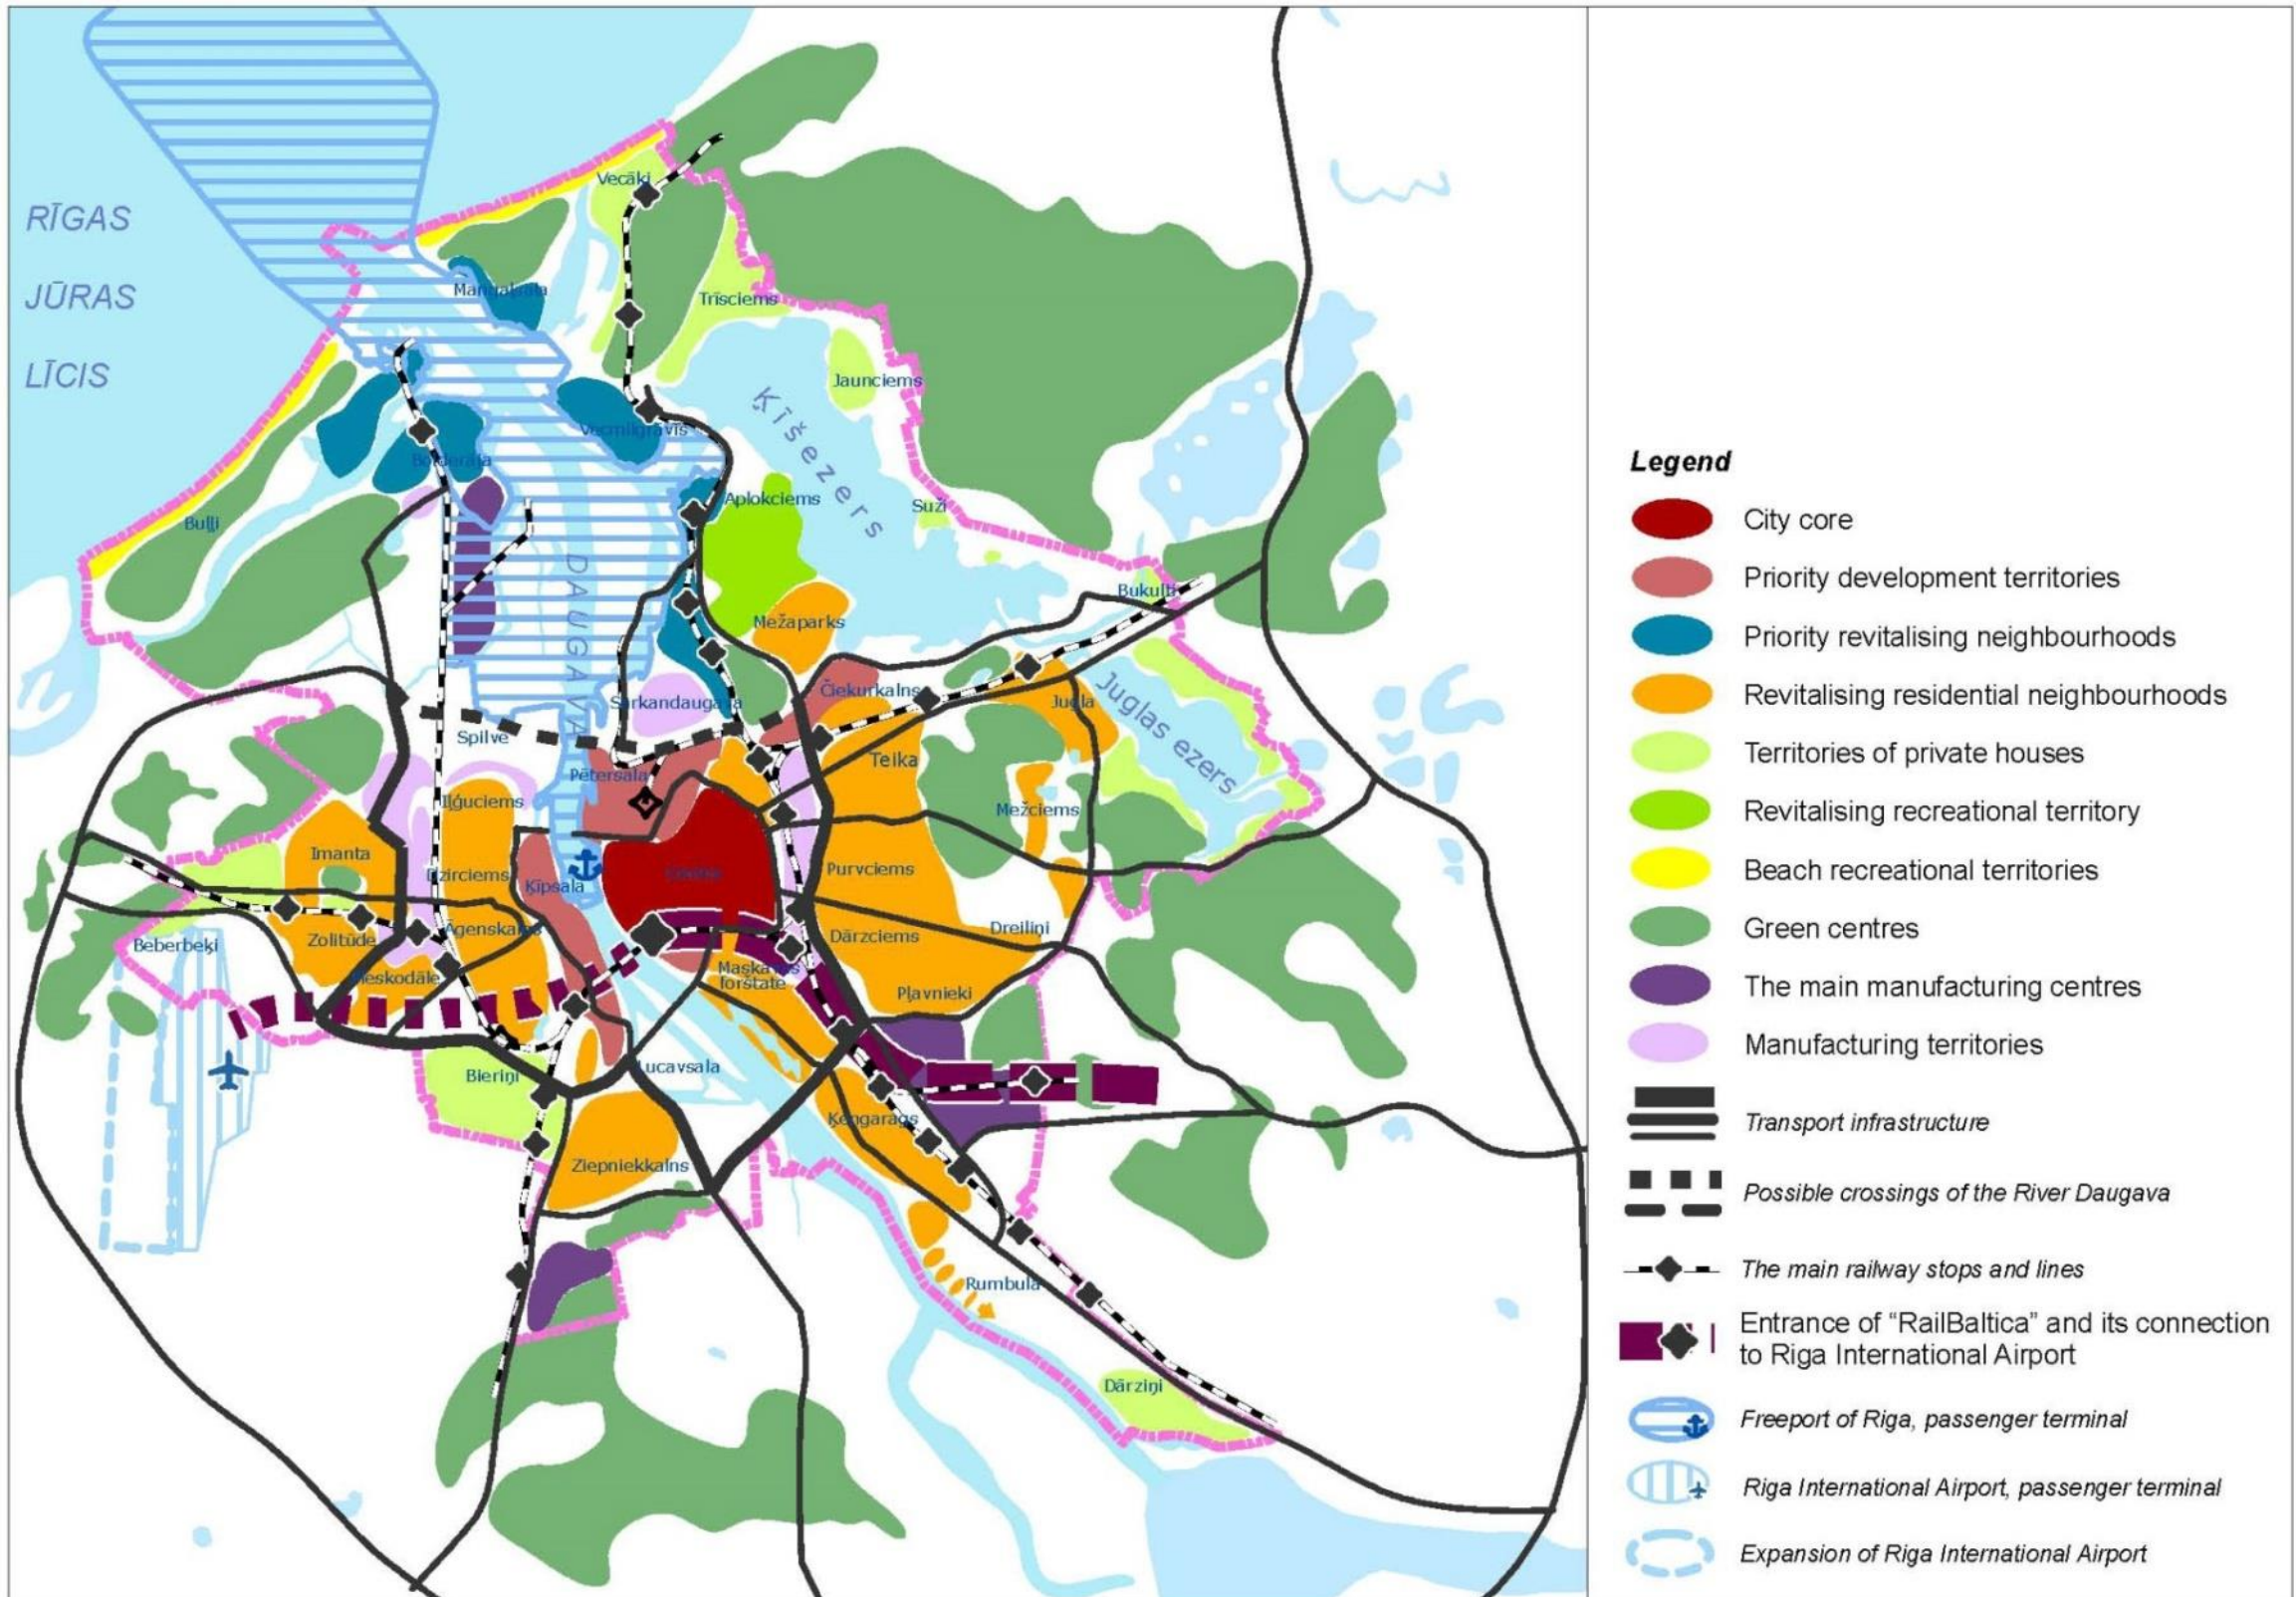 RĪGAS
JŪRAS
LĪCIS
Vecāķi
Mangaļsala
Trīsciems
Jaunciems
Ķīšezers
Vecmīlgrāvis
Bolderāja
Aplokciems
Suži
Buļļi
DAUGAVA
Bukulti
Mežaparks
Sarkandaugava
Čiekurkalns
Jugla
Juglas ezers
Spilve
Pētersala
Teika
Iļģuciems
Mežciems
Imanta
Dzirciems
Ķīpsala
Purvciems
Zolitūde
Āgenskalns
Dārzciems
Dreiliņi
Beberbeķi
Maskavas
forštate
Pļavnieki
Bieriņi
Lucavsala
Ķengarags
Ziepniekkalns
Rumbula
Dārziņi
Legend
City core
Priority development territories
Priority revitalising neighbourhoods
Revitalising residential neighbourhoods
Territories of private houses
Revitalising recreational territory
Beach recreational territories
Green centres
The main manufacturing centres
Manufacturing territories
Transport infrastructure
Possible crossings of the River Daugava
The main railway stops and lines
Entrance of “RailBaltica” and its connection
to Riga International Airport
Freeport of Riga, passenger terminal
Riga International Airport, passenger terminal
Expansion of Riga International Airport